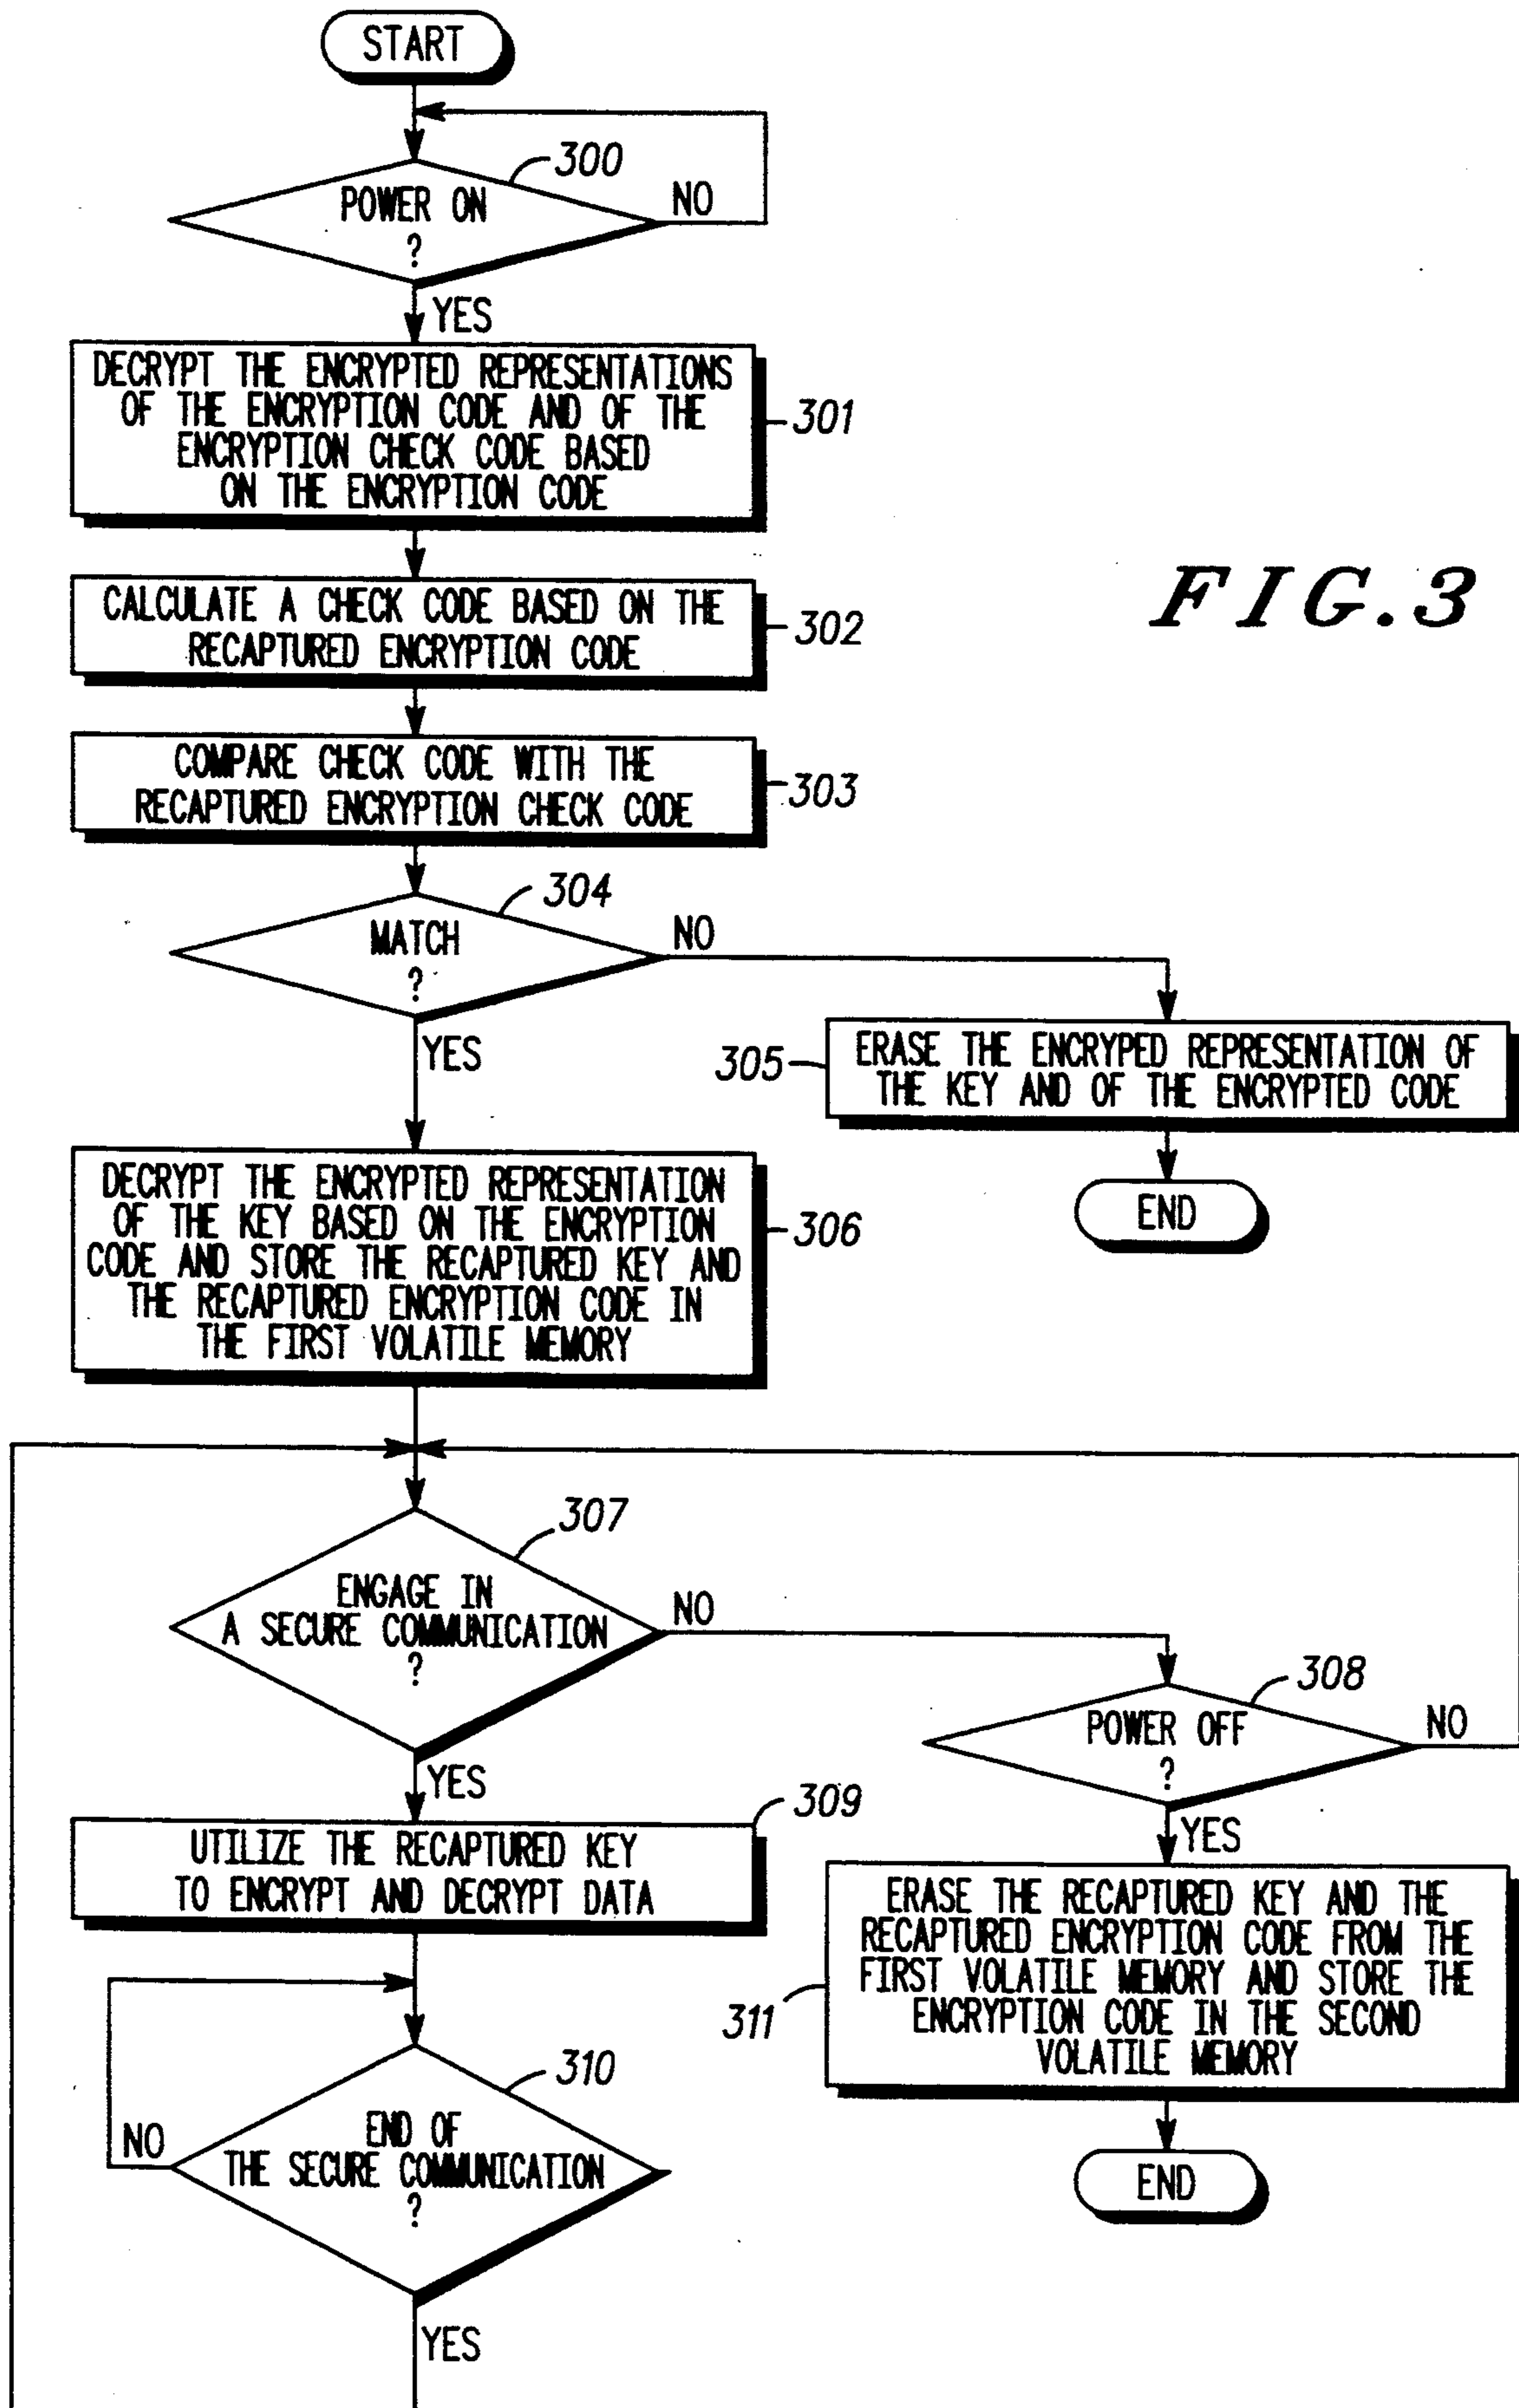 START
300
POWER ON
?
NO
YES
DECRYPT THE ENCRYPTED REPRESENTATIONS
OF THE ENCRYPTION CODE AND OF THE
ENCRYPTION CHECK CODE BASED
ON THE ENCRYPTION CODE
301
CALCULATE A CHECK CODE BASED ON THE
RECAPTURED ENCRYPTION CODE
302
FIG.3
COMPARE CHECK CODE WITH THE
RECAPTURED ENCRYPTION CHECK CODE
303
304
MATCH
?
NO
YES
305
ERASE THE ENCRYPED REPRESENTATION OF
THE KEY AND OF THE ENCRYPTED CODE
END
DECRYPT THE ENCRYPTED REPRESENTATION
OF THE KEY BASED ON THE ENCRYPTION
CODE AND STORE THE RECAPTURED KEY AND
THE RECAPTURED ENCRYPTION CODE IN
THE FIRST VOLATILE MEMORY
306
307
ENGAGE IN
A SECURE COMMUNICATION
?
NO
YES
308
POWER OFF
?
NO
YES
309
UTILIZE THE RECAPTURED KEY
TO ENCRYPT AND DECRYPT DATA
311
ERASE THE RECAPTURED KEY AND THE
RECAPTURED ENCRYPTION CODE FROM THE
FIRST VOLATILE MEMORY AND STORE THE
ENCRYPTION CODE IN THE SECOND
VOLATILE MEMORY
END
310
END OF
THE SECURE COMMUNICATION
?
NO
YES